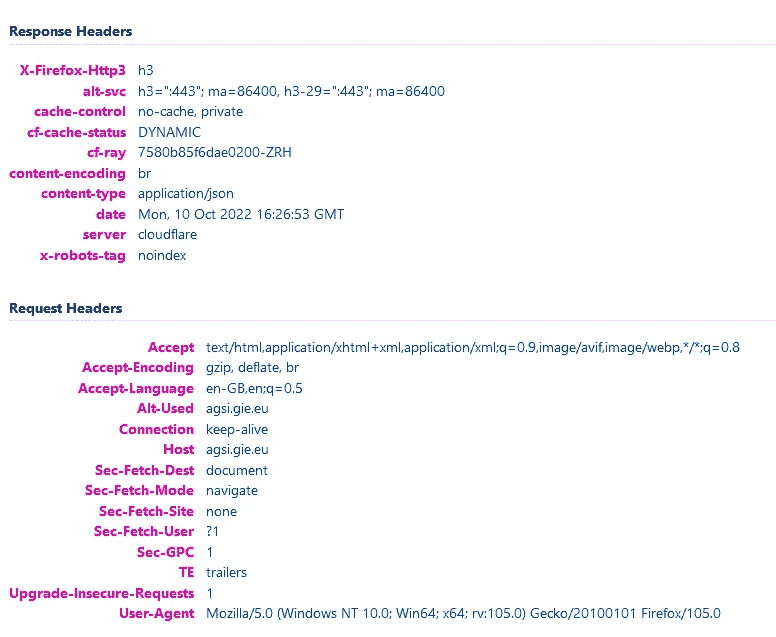 Response Headers
X-Firefox-Http3 h3
alt-svc h3=":443"; ma=86400, h3-29=":443"; ma=86400
cache-control no-cache, private
cf-cache-status DYNAMIC
cf-ray 7580b85f6dae0200-ZRH
content-encoding br
content-type application/json
date Mon, 10 Oct 2022 16:26:53 GMT
server cloudflare
x-robots-tag noindex
Request Headers
Accept text/html,application/xhtml+xml,application/xml;q=0.9,image/avif,image/webp,*/*;q=0.8
Accept-Encoding gzip, deflate, br
Accept-Language en-GB,en;q=0.5
Alt-Used agsi.gie.eu
Connection keep-alive
Host agsi.gie.eu
Sec-Fetch-Dest document
Sec-Fetch-Mode navigate
Sec-Fetch-Site none
Sec-Fetch-User ?1
Sec-GPC 1
TE trailers
Upgrade-Insecure-Requests 1
User-Agent Mozilla/5.0 (Windows NT 10.0; Win64; x64; rv:105.0) Gecko/20100101 Firefox/105.0